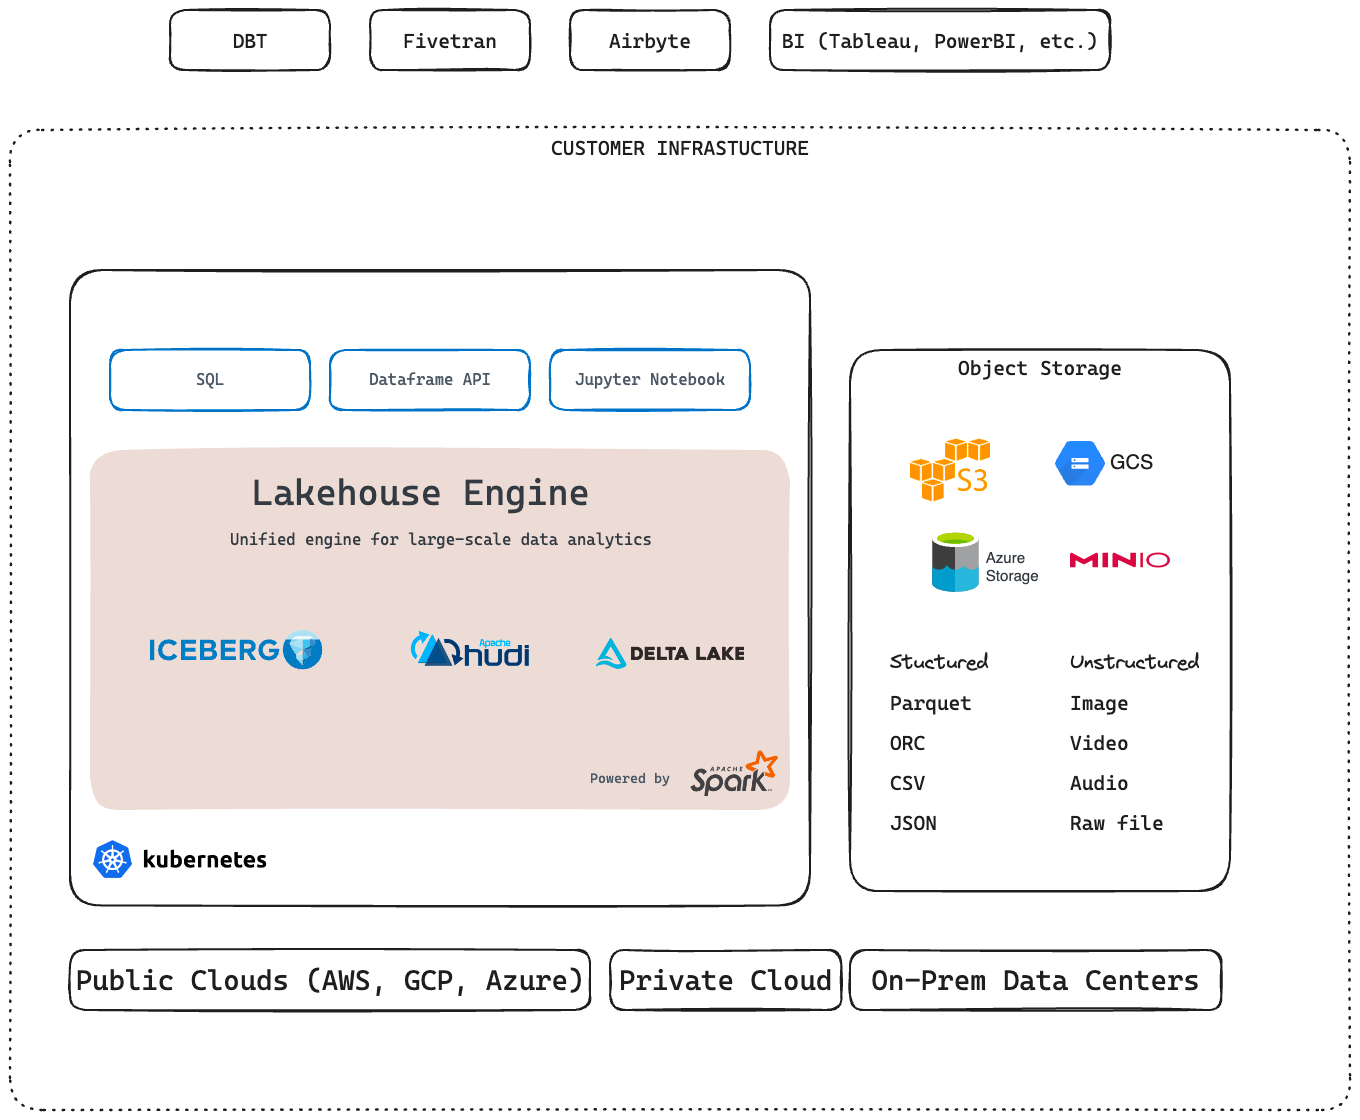 DBT
Fivetran
Airbyte
BI (Tableau, PowerBI, etc.)
CUSTOMER INFRASTUCTURE
SQL
Dataframe API
Jupyter Notebook
Lakehouse Engine
Unified engine for large-scale data analytics
ICEBERG
Apache
hudi
DELTA LAKE
Powered by
APACHE
Spark
kubernetes
Object Storage
S3
GCS
Azure
Storage
MINIO
Stuctured
Unstructured
Parquet
Image
ORC
Video
CSV
Audio
JSON
Raw file
Public Clouds (AWS, GCP, Azure)
Private Cloud
On-Prem Data Centers